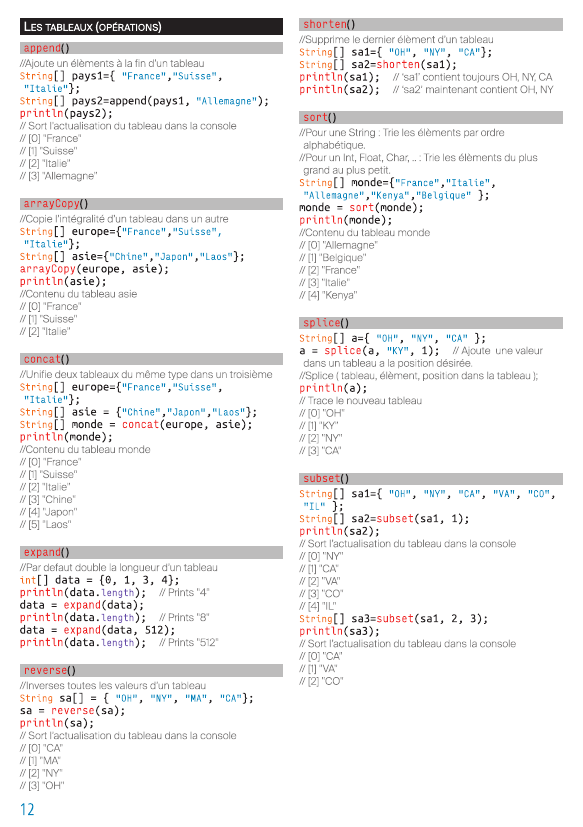 LES TABLEAUX (OPÉRATIONS)
append()
//Ajoute un élèments à la fin d'un tableau
String[] pays1={ "France","Suisse",
"Italie"};
String[] pays2=append(pays1, "Allemagne");
println(pays2);
// Sort l'actualisation du tableau dans la console
// [0] "France"
// [1] "Suisse"
// [2] "Italie"
// [3] "Allemagne"
arrayCopy()
//Copie l'intégralité d'un tableau dans un autre
String[] europe={"France","Suisse",
"Italie"};
String[] asie={"Chine","Japon","Laos"};
arrayCopy(europe, asie);
println(asie);
//Contenu du tableau asie
// [0] "France"
// [1] "Suisse"
// [2] "Italie"
concat()
//Unifie deux tableaux du même type dans un troisième
String[] europe={"France","Suisse",
"Italie"};
String[] asie = {"Chine","Japon","Laos"};
String[] monde = concat(europe, asie);
println(monde);
//Contenu du tableau monde
// [0] "France"
// [1] "Suisse"
// [2] "Italie"
// [3] "Chine"
// [4] "Japon"
// [5] "Laos"
expand()
//Par defaut double la longueur d'un tableau
int[] data = {0, 1, 3, 4};
println(data.length); // Prints "4"
data = expand(data);
println(data.length); // Prints "8"
data = expand(data, 512);
println(data.length); // Prints "512"
reverse()
//Inverses toutes les valeurs d'un tableau
String sa[] = { "OH", "NY", "MA", "CA"};
sa = reverse(sa);
println(sa);
// Sort l'actualisation du tableau dans la console
// [0] "CA"
// [1] "MA"
// [2] "NY"
// [3] "OH"
12
shorten()
//Supprime le dernier élèment d'un tableau
String[] sa1={ "OH", "NY", "CA"};
String[] sa2=shorten(sa1);
println(sa1); // 'sa1' contient toujours OH, NY, CA
println(sa2); // 'sa2' maintenant contient OH, NY
sort()
//Pour une String : Trie les élèments par ordre
alphabétique.
//Pour un Int, Float, Char, .. : Trie les élèments du plus
grand au plus petit.
String[] monde={"France","Italie",
"Allemagne","Kenya","Belgique" };
monde = sort(monde);
println(monde);
//Contenu du tableau monde
// [0] "Allemagne"
// [1] "Belgique"
// [2] "France"
// [3] "Italie"
// [4] "Kenya"
splice()
String[] a={ "OH", "NY", "CA" };
a = splice(a, "KY", 1); // Ajoute une valeur
dans un tableau a la position désirée.
//Splice ( tableau, élèment, position dans la tableau );
println(a);
// Trace le nouveau tableau
// [0] "OH"
// [1] "KY"
// [2] "NY"
// [3] "CA"
subset()
String[] sa1={ "OH", "NY", "CA", "VA", "CO",
"IL" };
String[] sa2=subset(sa1, 1);
println(sa2);
// Sort l'actualisation du tableau dans la console
// [0] "NY"
// [1] "CA"
// [2] "VA"
// [3] "CO"
// [4] "IL"
String[] sa3=subset(sa1, 2, 3);
println(sa3);
// Sort l'actualisation du tableau dans la console
// [0] "CA"
// [1] "VA"
// [2] "CO"